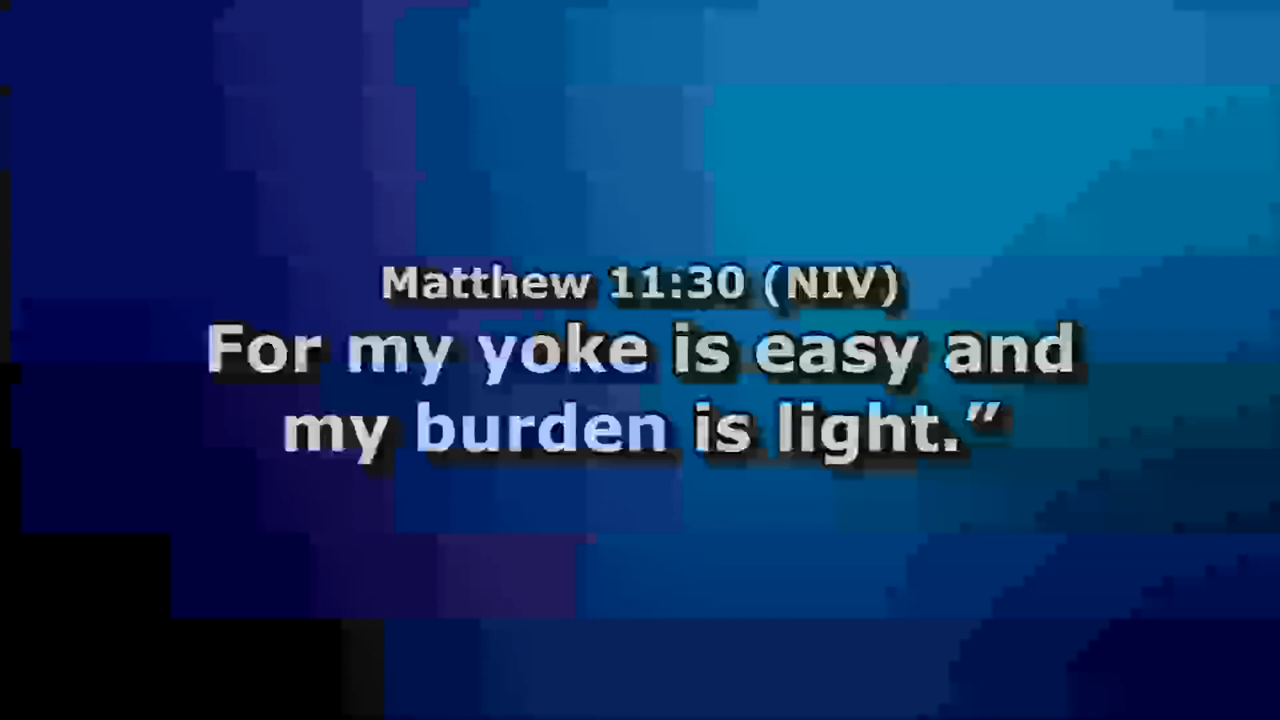 Matthew 11:30 (NIV)
For my yoke is easy and
my burden is light.”